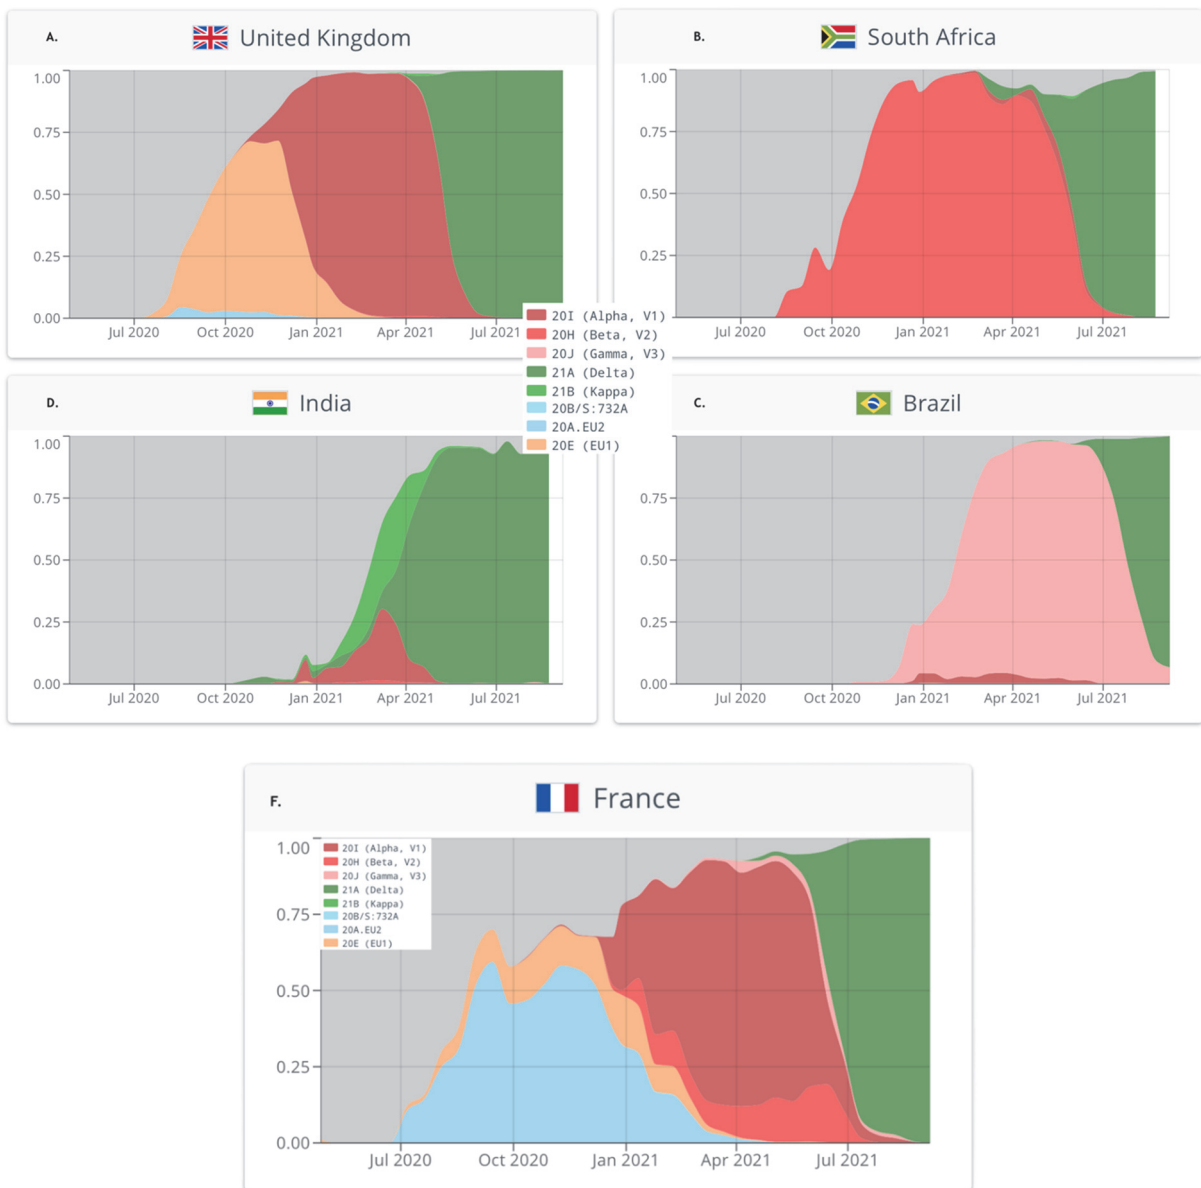 A.
United Kingdom
1.00
0.75
0.50
0.25
0.00
Jul 2020
Oct 2020
Jan 2021
Apr 2021
Jul 2021
B.
South Africa
1.00
0.75
0.50
0.25
Jul 2020
Oct 2020
Jan 2021
Apr 2021
Jul 2021
20I (Alpha, V1)
20H (Beta, V2)
20J (Gamma, V3)
21A (Delta)
21B (Kappa)
20B/S:732A
20A.EU2
20E (EU1)
D.
India
1.00
0.75
0.50
0.25
0.00
Jul 2020
Oct 2020
Jan 2021
Apr 2021
Jul 2021
C.
Brazil
0.75
0.50
0.25
0.00
Jul 2020
Oct 2020
Jan 2021
Apr 2021
Jul 2021
F.
France
1.00
0.75
0.50
0.25
0.00
20I (Alpha, V1)
20H (Beta, V2)
20J (Gamma, V3)
21A (Delta)
21B (Kappa)
20B/S:732A
20A.EU2
20E (EU1)
Jul 2020
Oct 2020
Jan 2021
Apr 2021
Jul 2021